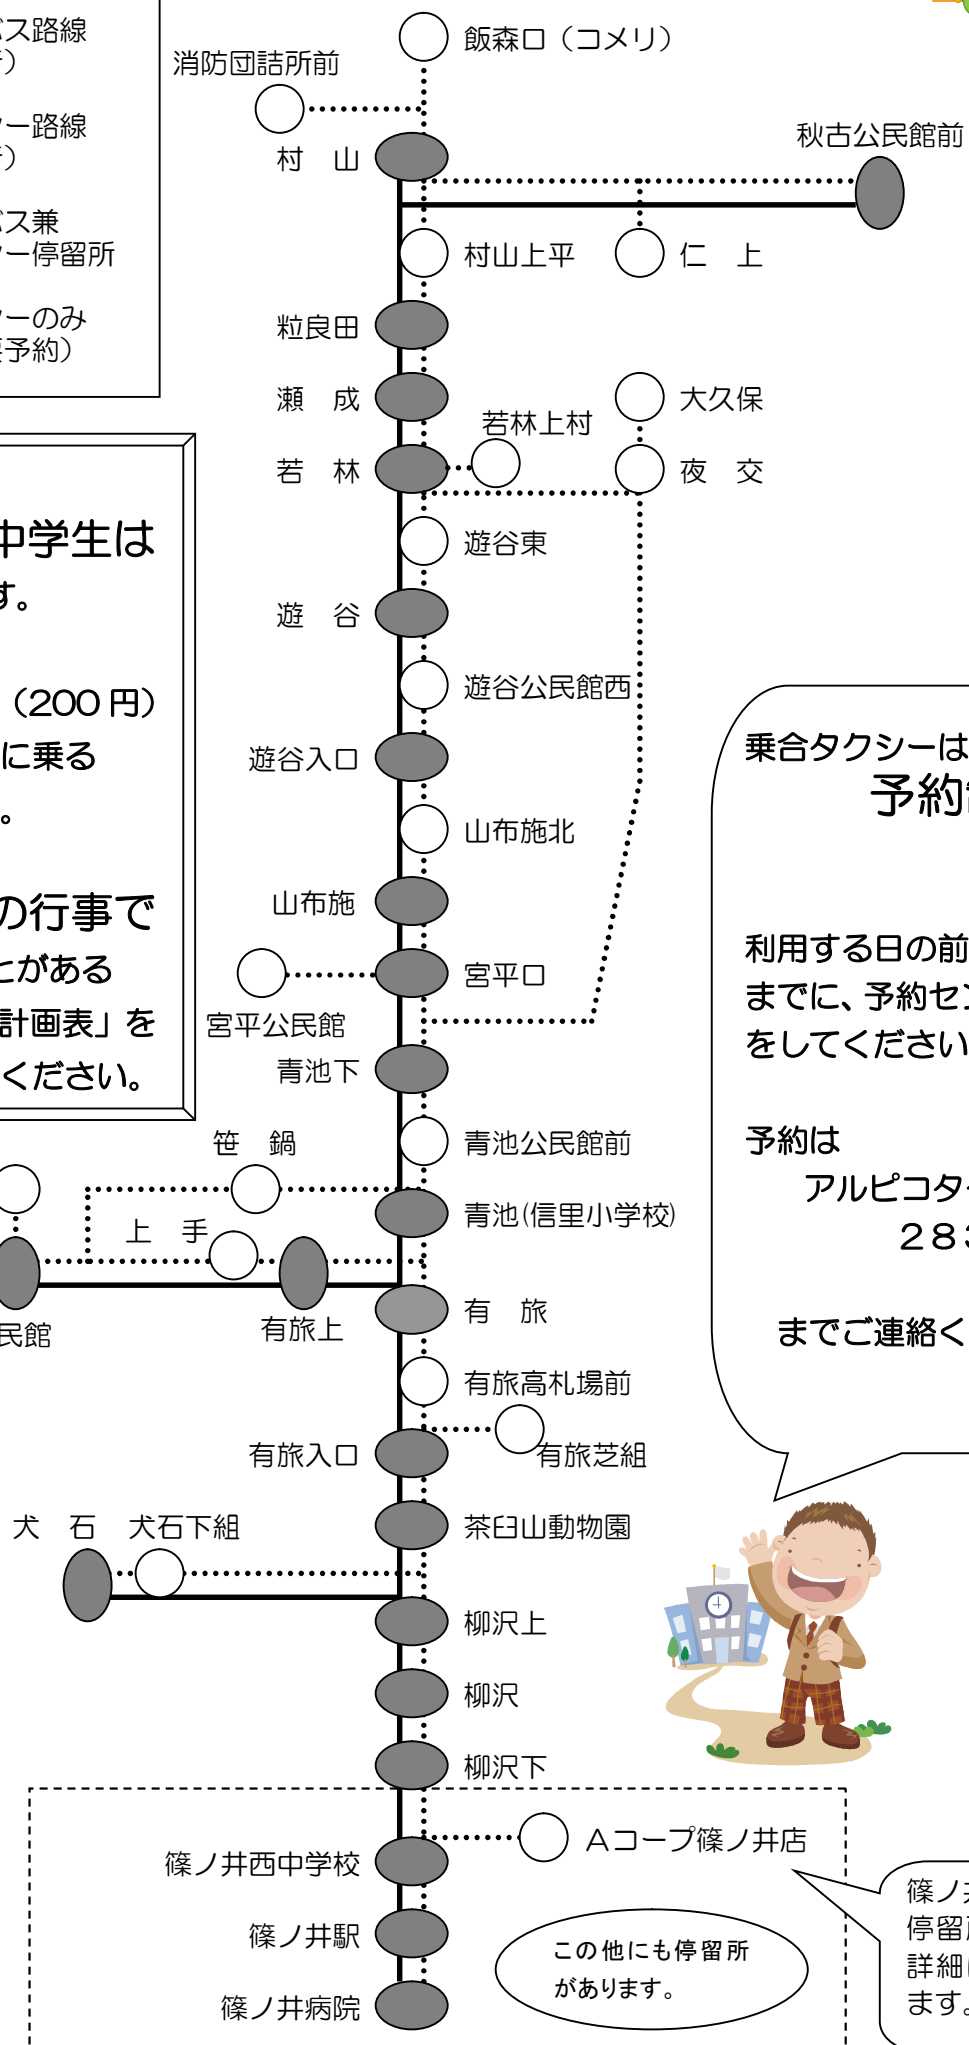 飯森口（コメリ）
消防団詰所前
バス路線
村　山
秋古公民館前
シー路線
村山上平
仁　上
バス兼
シー停留所
シーのみ
予約）
粒良田
瀬　成
若林上村
大久保
若　林
夜　交
遊谷東
遊　谷
遊谷公民館西
遊谷入口
山布施北
山布施
宮平口
宮平公民館
青池下
中学生は
す。
（200 円）
に乗る
。
の行事で
とがある
計画表」を
ください。
乗合タクシーは
予約
利用する日の前
までに、予約セン
をしてください
予約は
アルピコタク
２８３
までご連絡く
笹　鍋
青池公民館前
上　手
青池(信里小学校)
民館
有旅上
有　旅
有旅高札場前
有旅芝組
有旅入口
犬　石
犬石下組
茶臼山動物園
柳沢上
柳沢
柳沢下
Ａコープ篠ノ井店
篠ノ井西中学校
篠ノ井駅
篠ノ井病院
この他にも停留所
があります。
篠ノ井
停留所
詳細
ます。